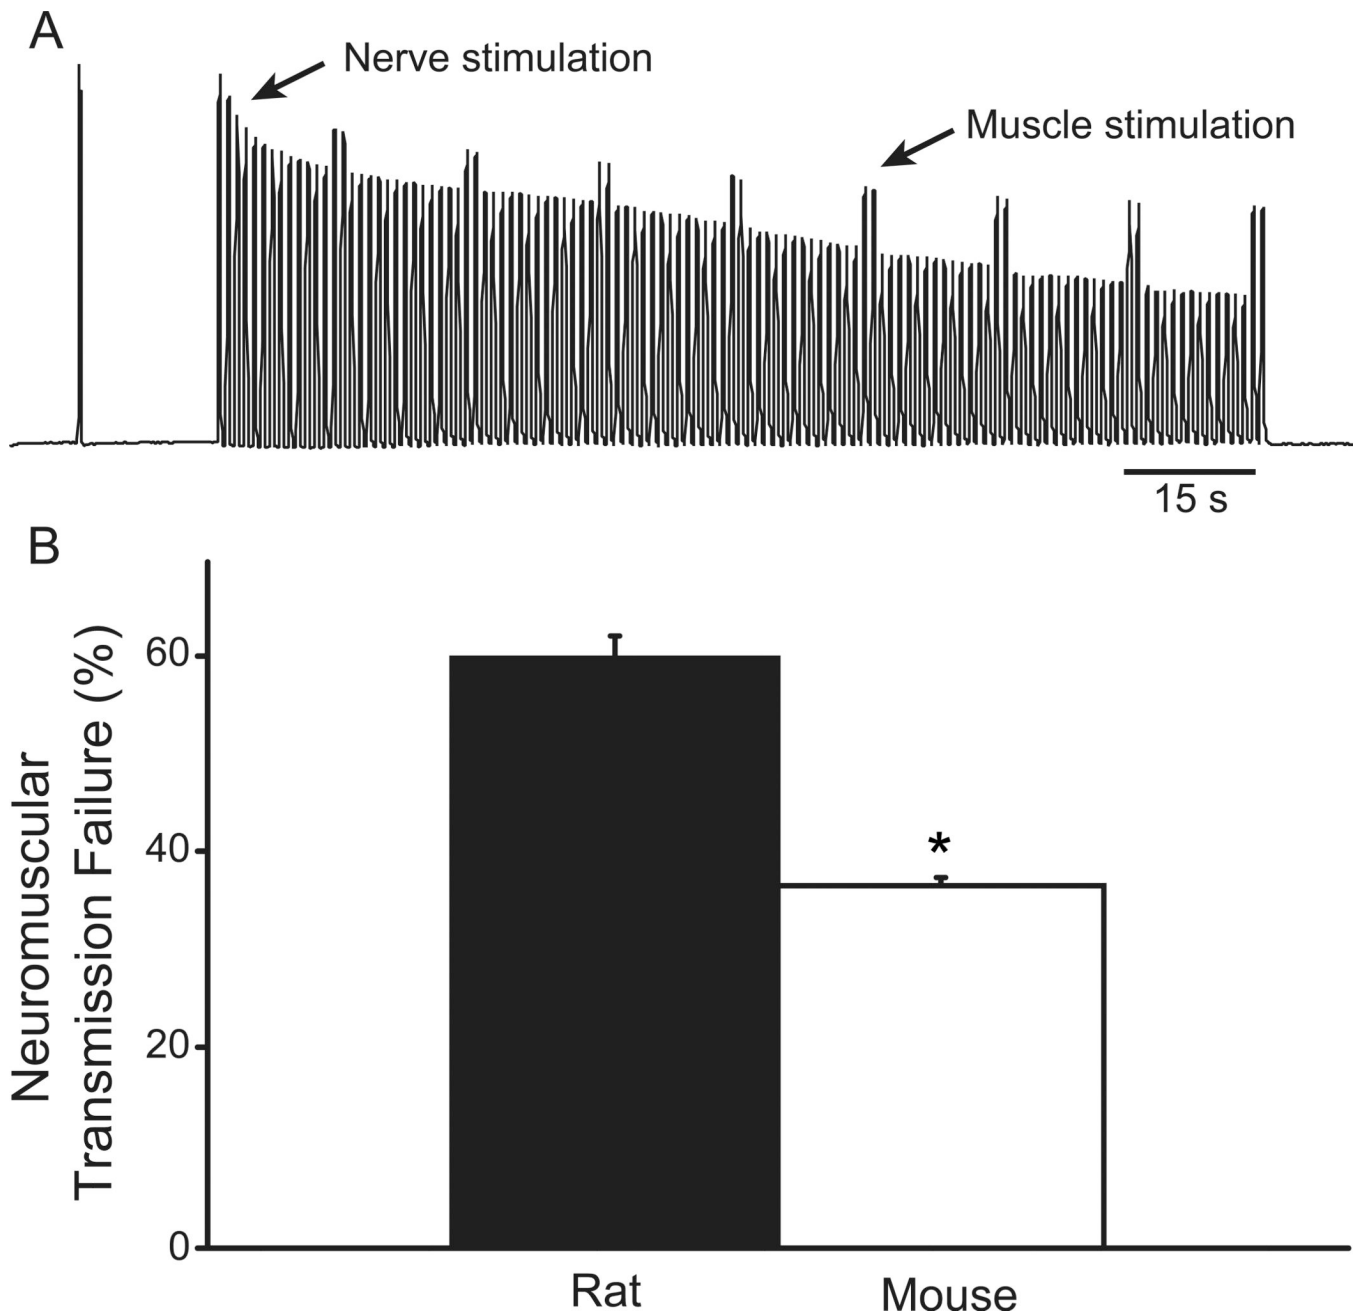 A
Nerve stimulation
Muscle stimulation
15 s
B
Neuromuscular
Transmission Failure (%)
60
40
*
20
0
Rat
Mouse